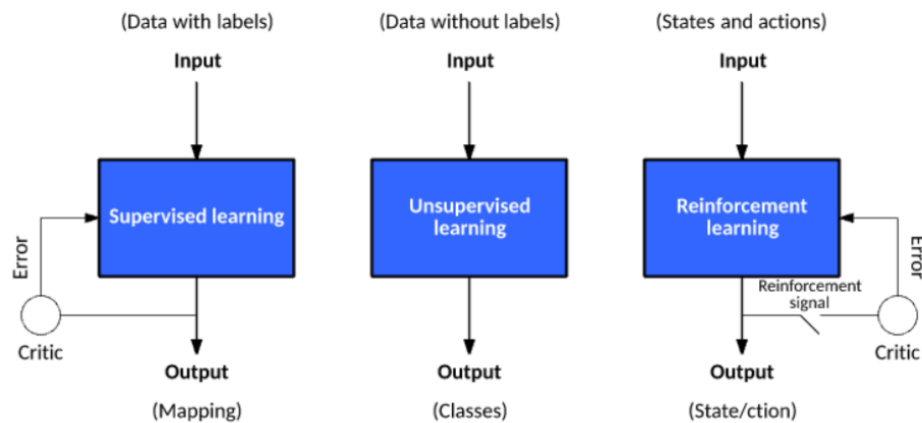 (Data with labels)
Input
Supervised learning
Error
Critic
Output
(Mapping)
(Data without labels)
Input
Unsupervised
learning
Output
(Classes)
(States and actions)
Input
Reinforcement
learning
Error
Reinforcement
signal
Critic
Output
(State/ction)